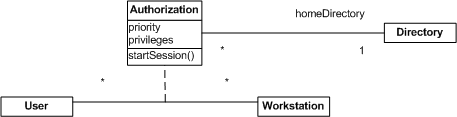 Authorization
homeDirectory
priority
privileges
startSession()
*
1
Directory
*
*
User
Workstation